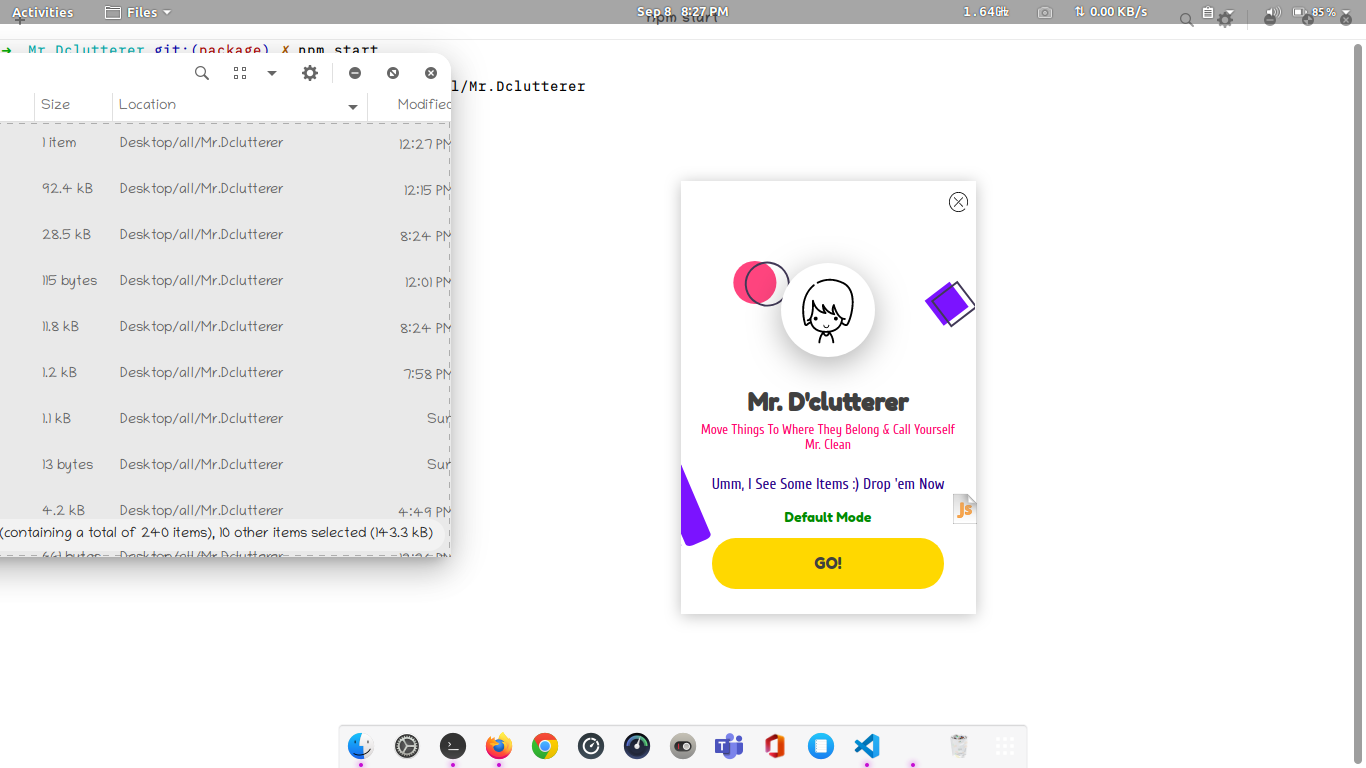 Activities
Files
Sep 8 8:27 PM
1.64
0.00 KB/s
85 %
npm start
➜ Mr.Dclutterer git:(package) ✗ npm start
l/Mr.Dclutterer
Size Location Modified
1 item Desktop/all/Mr.Dclutterer 12:27 PM
92.4 kB Desktop/all/Mr.Dclutterer 12:15 PM
28.5 kB Desktop/all/Mr.Dclutterer 8:24 PM
115 bytes Desktop/all/Mr.Dclutterer 12:01 PM
11.8 kB Desktop/all/Mr.Dclutterer 8:24 PM
1.2 kB Desktop/all/Mr.Dclutterer 7:58 PM
1.1 kB Desktop/all/Mr.Dclutterer Sun
13 bytes Desktop/all/Mr.Dclutterer Sun
4.2 kB Desktop/all/Mr.Dclutterer 4:49 PM
(containing a total of 240 items), 10 other items selected (143.3 kB)
Mr. D'clutterer
Move Things To Where They Belong & Call Yourself
Mr. Clean
Umm, I See Some Items :) Drop 'em Now
Default Mode
GO!
Js